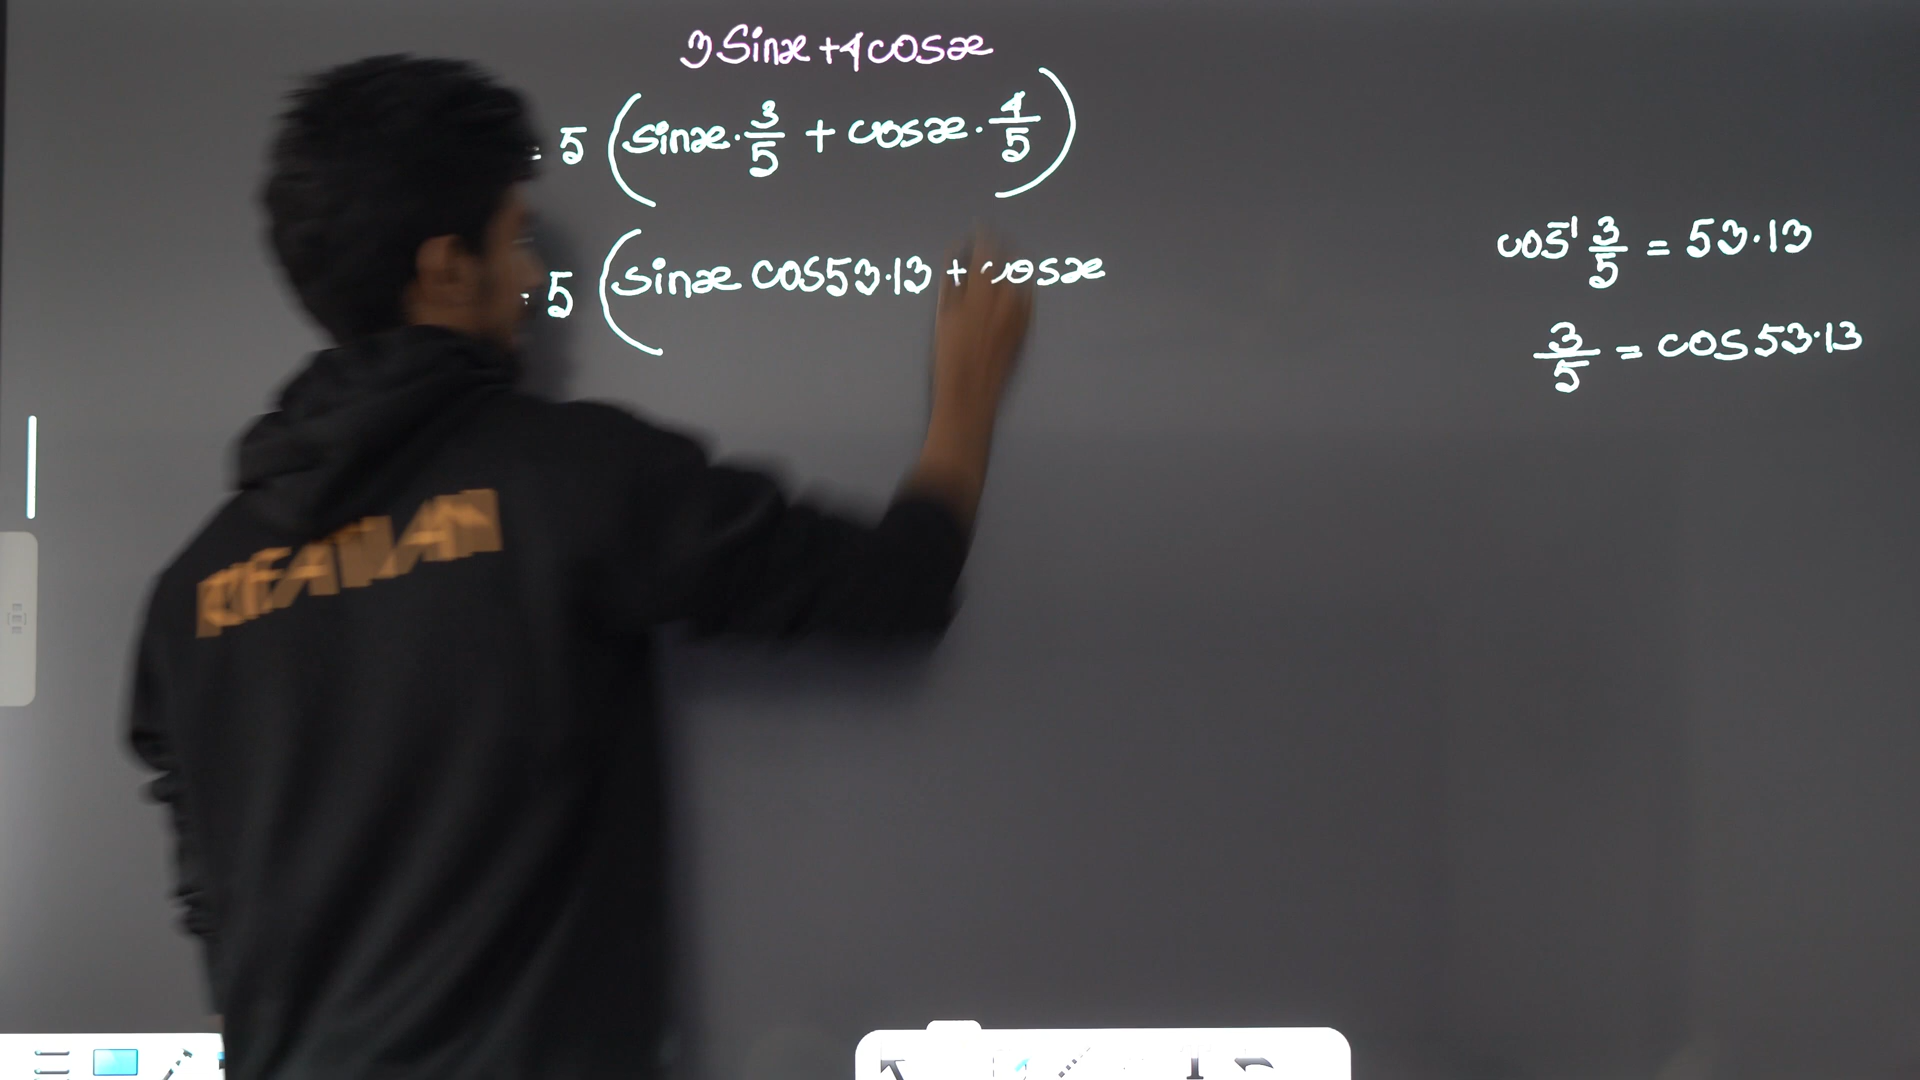 3 Sinx + 4 cosx
= 5 ( sinx · 3/5 + cosx · 4/5 )
= 5 ( sinx cos53·13 + cosx
cos⁻¹ 3/5 = 53·13
3/5 = cos 53·13